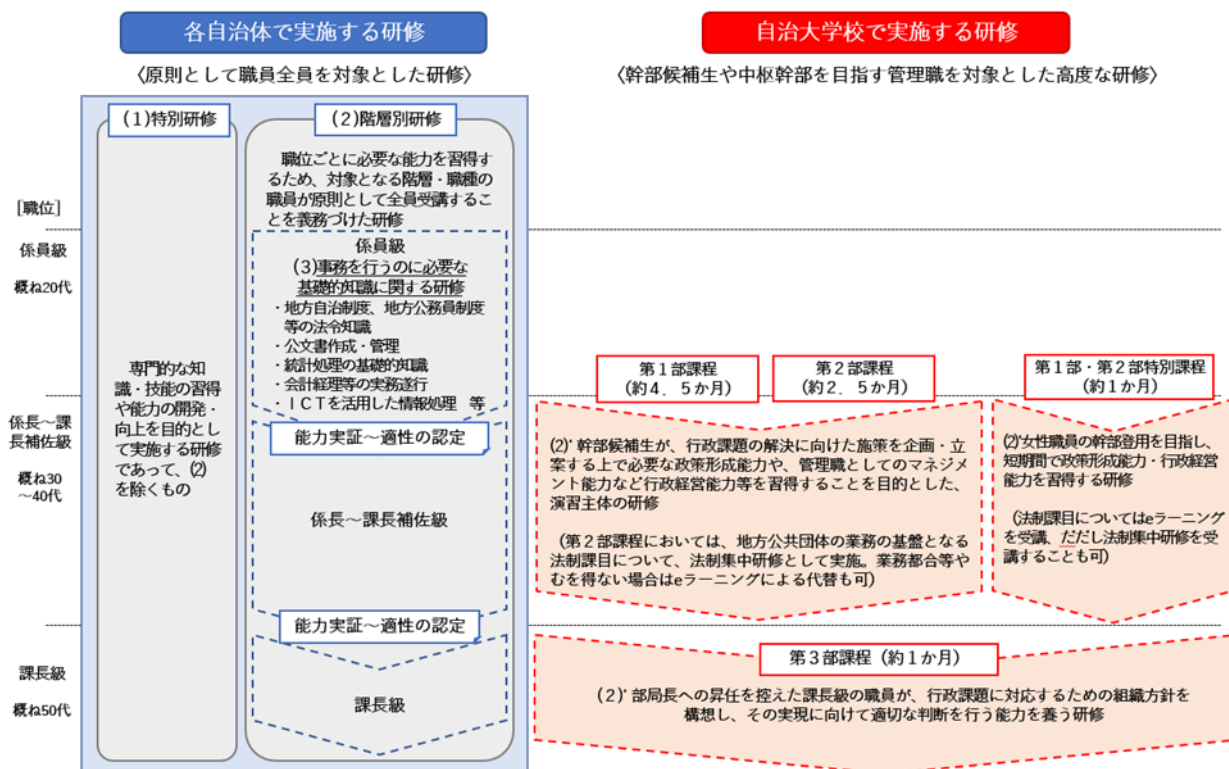 各自治体で実施する研修
〈原則として職員全員を対象とした研修〉
(1)特別研修
専門的な知
識・技能の習得
や能力の開発・
向上を目的とし
て実施する研修
であって、(2)
を除くもの
(2)階層別研修
職位ごとに必要な能力を習得す
るため、対象となる階層・職種の
職員が原則として全員受講するこ
とを義務づけた研修
係員級
(3)事務を行うのに必要な
基礎的知識に関する研修
・地方自治制度、地方公務員制度
等の法令知識
・公文書作成・管理
・統計処理の基礎的知識
・会計経理等の実務遂行
・ＩＣＴを活用した情報処理 等
能力実証～適性の認定
係長～課長補佐級
能力実証～適性の認定
課長級
[職位]
係員級
概ね20代
係長～課
長補佐級
概ね30
～40代
課長級
概ね50代
自治大学校で実施する研修
〈幹部候補生や中枢幹部を目指す管理職を対象とした高度な研修〉
第１部課程
(約４．５か月)
第２部課程
(約２．５か月)
(2)' 幹部候補生が、行政課題の解決に向けた施策を企画・立
案する上で必要な政策形成能力や、管理職としてのマネジメ
ント能力など行政経営能力等を習得することを目的とした、
演習主体の研修
(第２部課程においては、地方公共団体の業務の基盤となる
法制課目について、法制集中研修として実施。業務都合等や
むを得ない場合はeラーニングによる代替も可)
第１部・第２部特別課程
(約１か月)
(2)'女性職員の幹部登用を目指し、
短期間で政策形成能力・行政経営
能力を習得する研修
(法制課目についてはeラーニング
を受講、だだし法制集中研修を受
講することも可)
第３部課程 (約１か月)
(2)' 部局長への昇任を控えた課長級の職員が、行政課題に対応するための組織方針を
構想し、その実現に向けて適切な判断を行う能力を養う研修